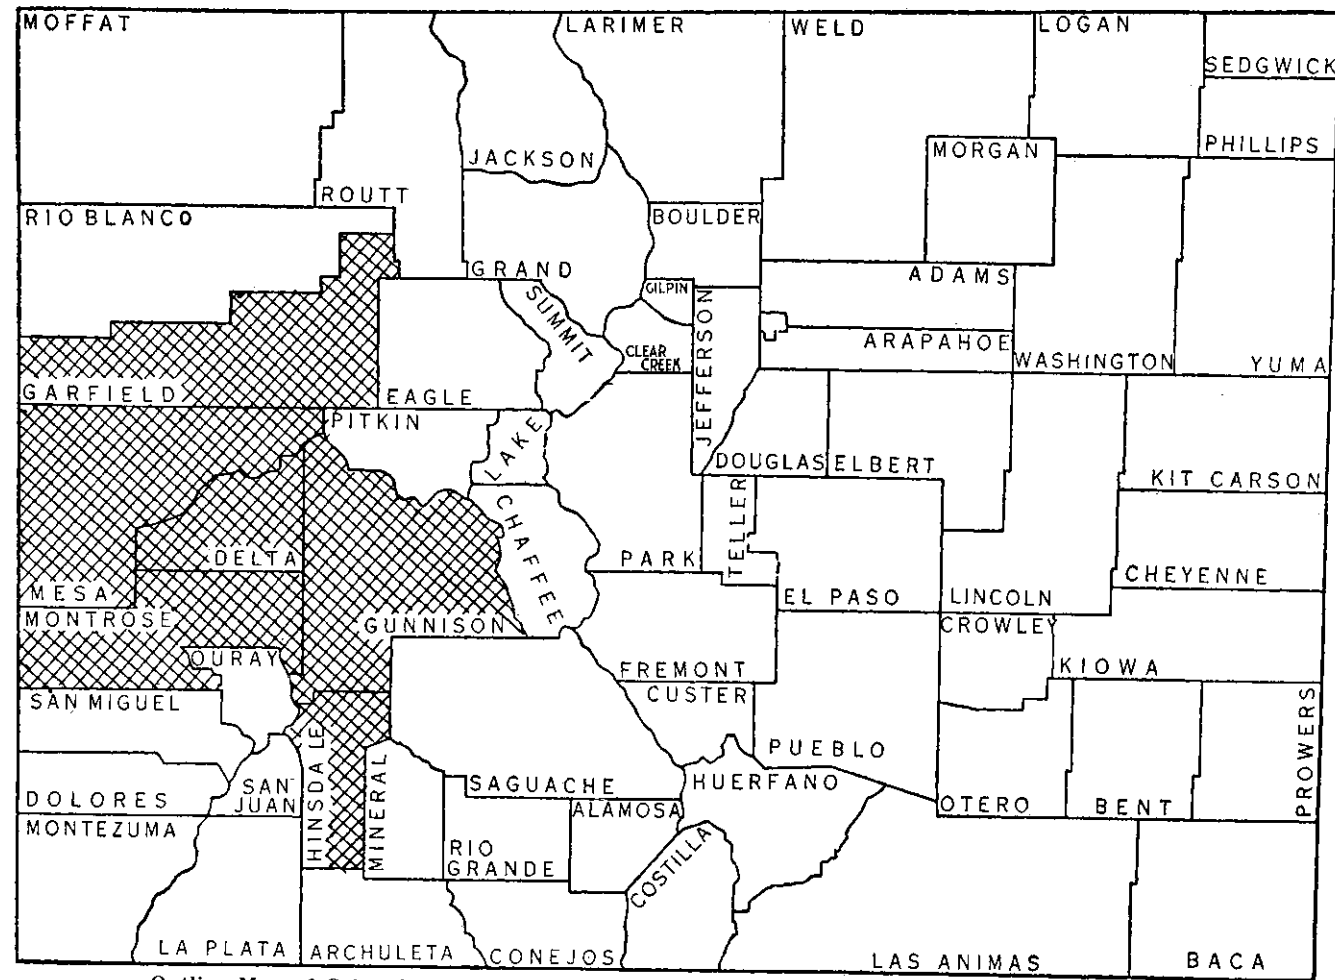 MOFFAT
LARIMER
WELD
LOGAN
SEDGWICK
JACKSON
MORGAN
PHILLIPS
ROUTT
RIO BLANCO
BOULDER
GRAND
GILPIN
ADAMS
SUMMIT
JEFFERSON
CLEAR
CREEK
ARAPAHOE
WASHINGTON
YUMA
GARFIELD
EAGLE
PITKIN
LAKE
DOUGLAS
ELBERT
KIT CARSON
TELLER
CHAFFEE
DELTA
PARK
CHEYENNE
MESA
EL PASO
LINCOLN
MONTROSE
GUNNISON
CROWLEY
OURAY
FREMONT
KIOWA
SAN MIGUEL
CUSTER
PROWERS
PUEBLO
HINSDALE
MINERAL
SAGUACHE
HUERFANO
DOLORES
SAN
JUAN
ALAMOSA
OTERO
BENT
MONTEZUMA
RIO
GRANDE
COSTILLA
LA PLATA
ARCHULETA
CONEJOS
LAS ANIMAS
BACA